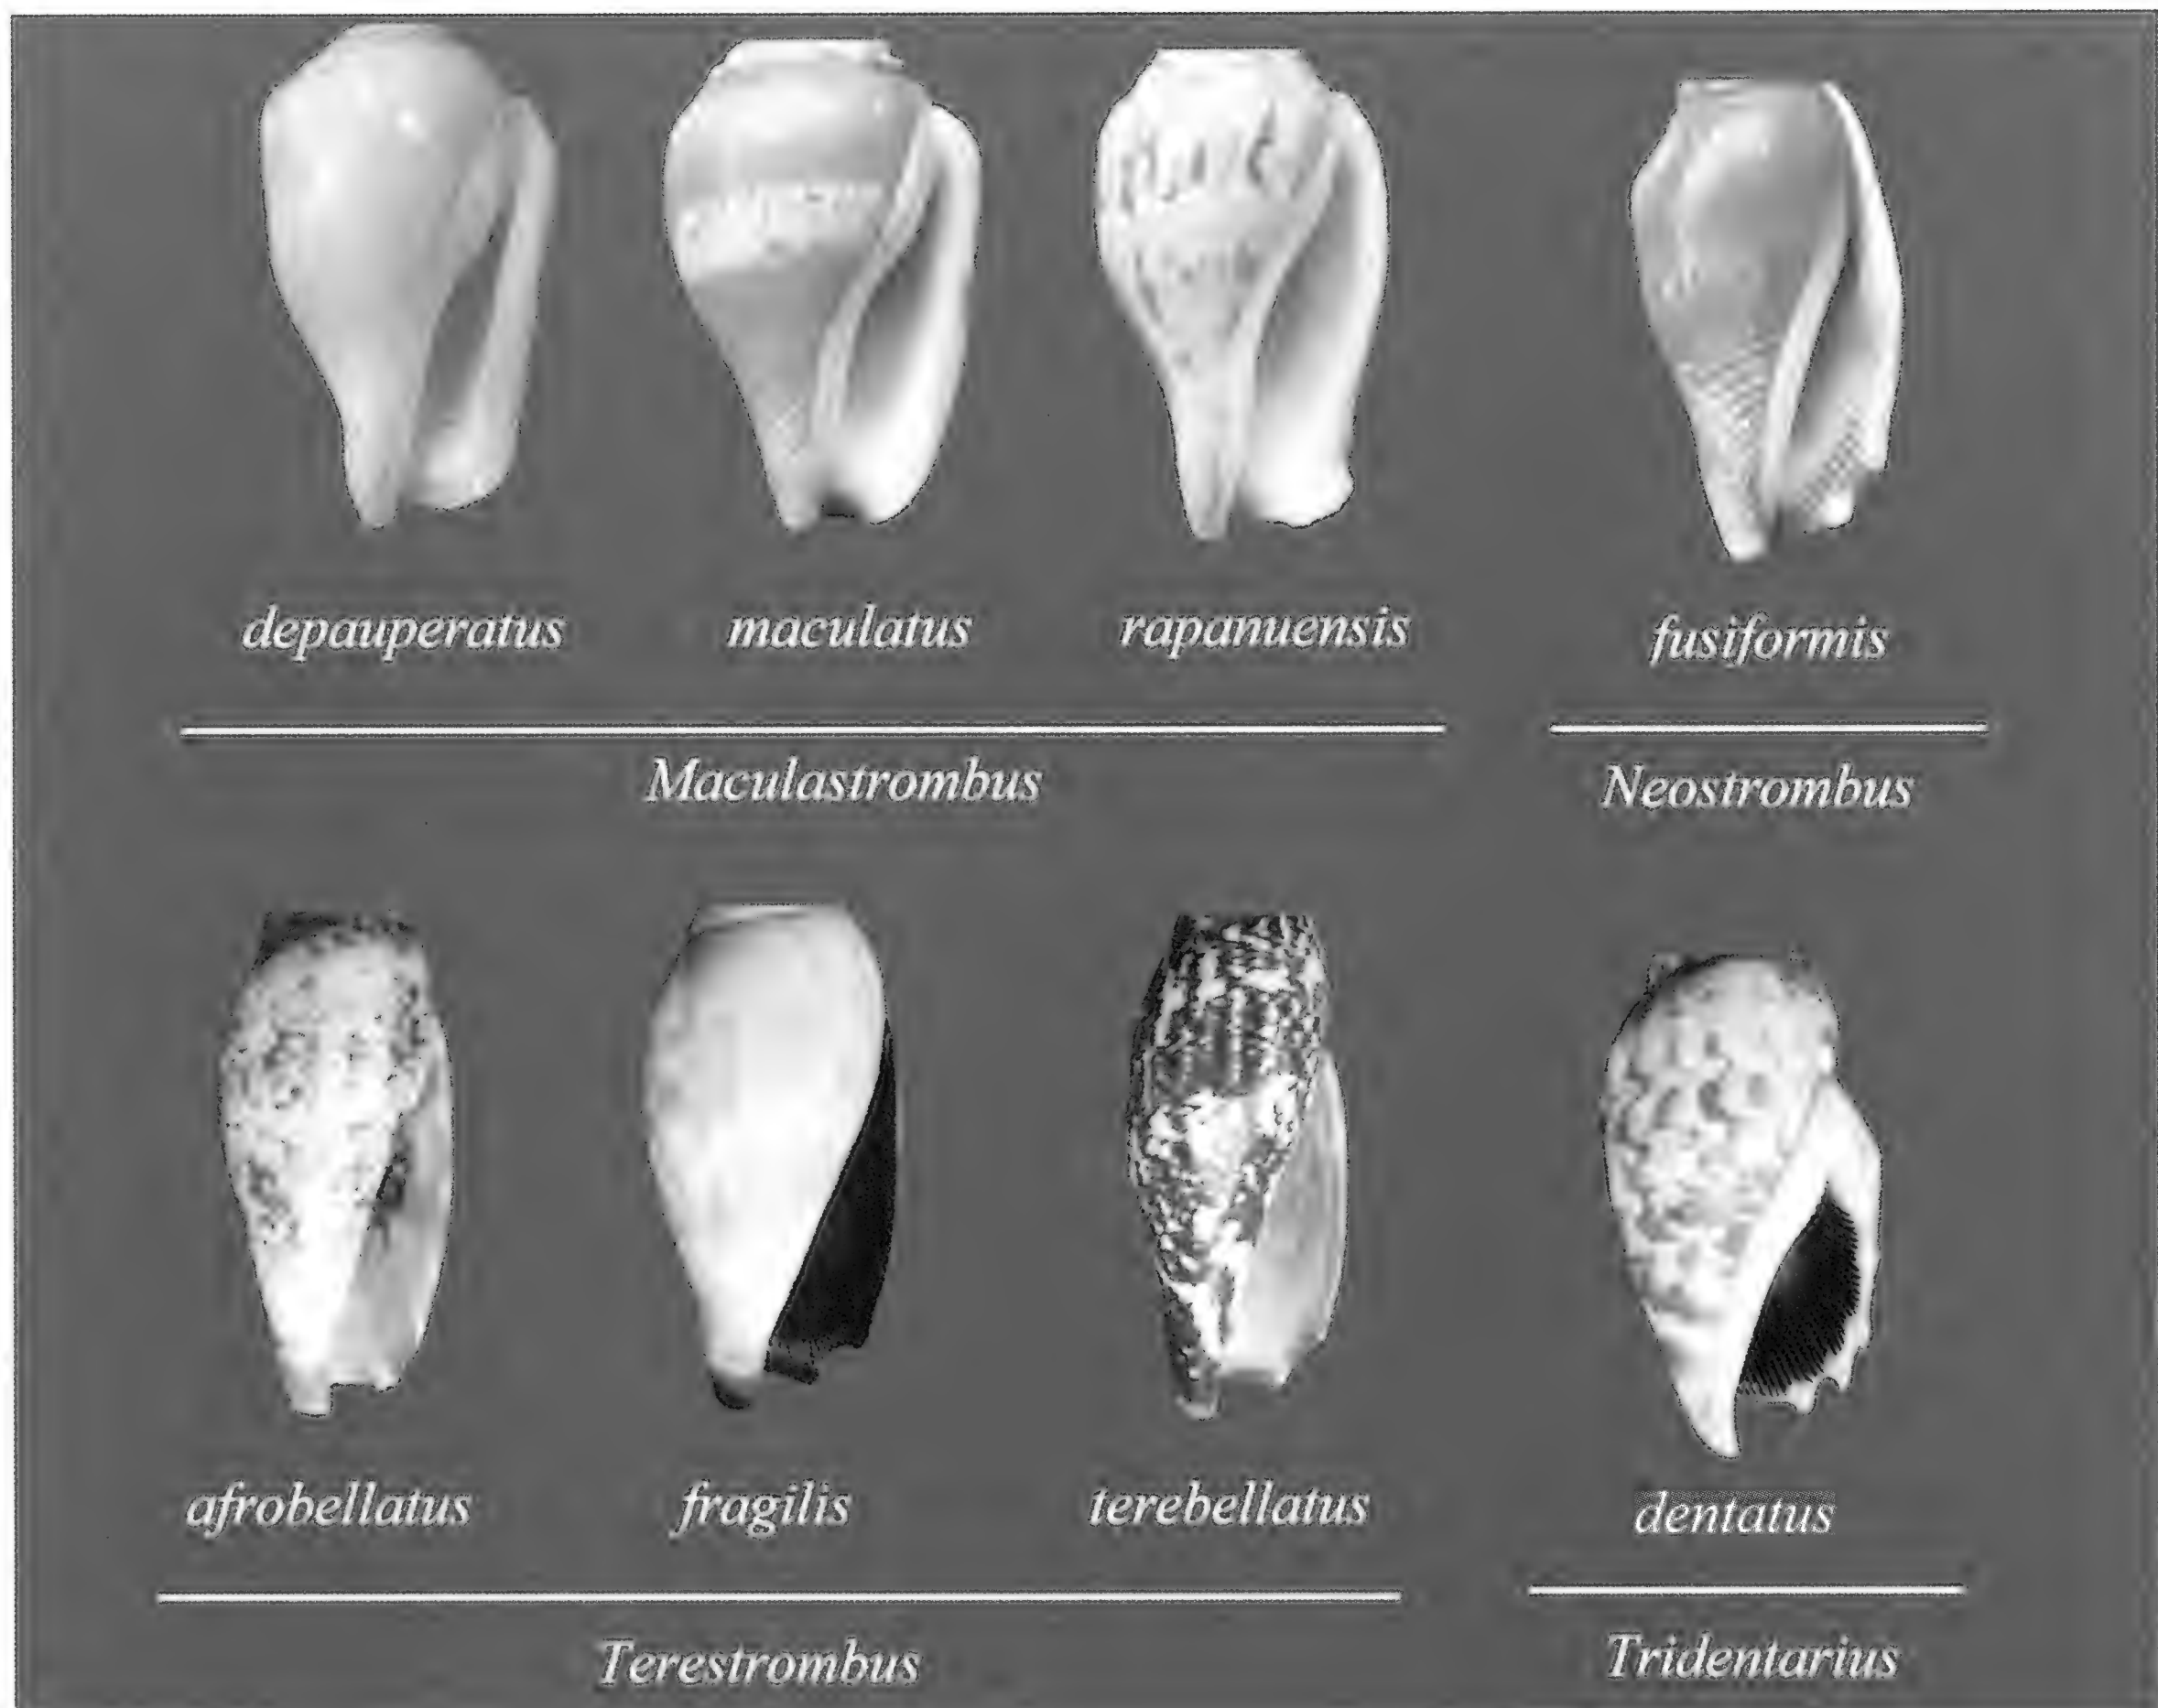 depauperatus maculatus rapanuensis fusiformis
Maculastrombus Neostrombus
afrobellatus fragilis terebellatus dentatus
Terestrombus Tridentarius